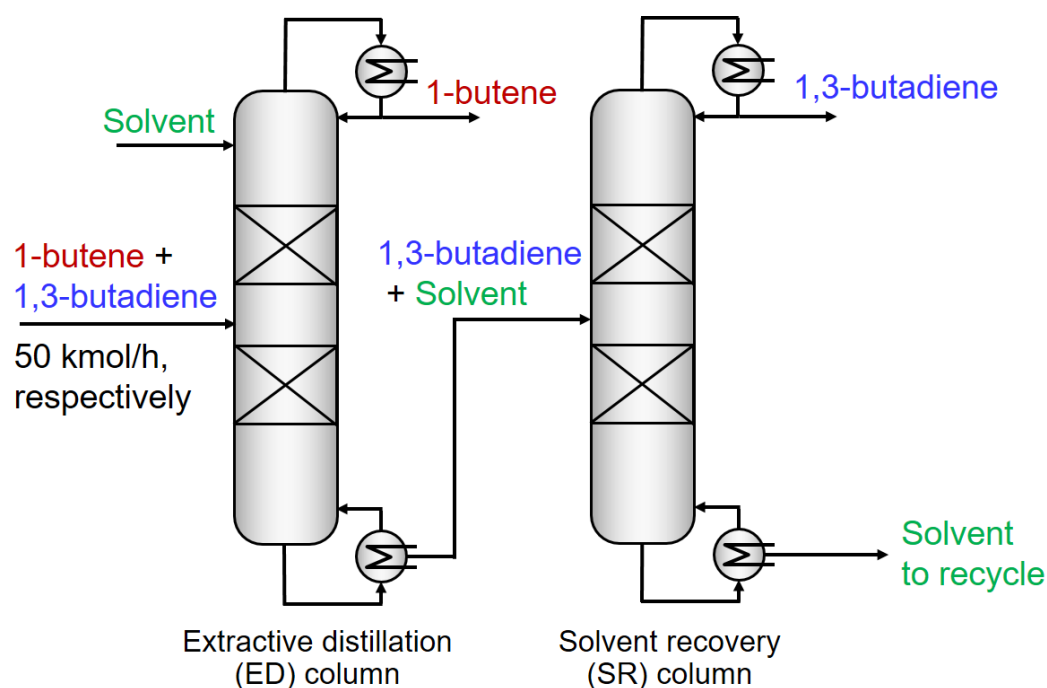 1-butene
1,3-butadiene
Solvent
1-butene +
1,3-butadiene
50 kmol/h,
respectively
1,3-butadiene
+ Solvent
Solvent
to recycle
Extractive distillation
(ED) column
Solvent recovery
(SR) column